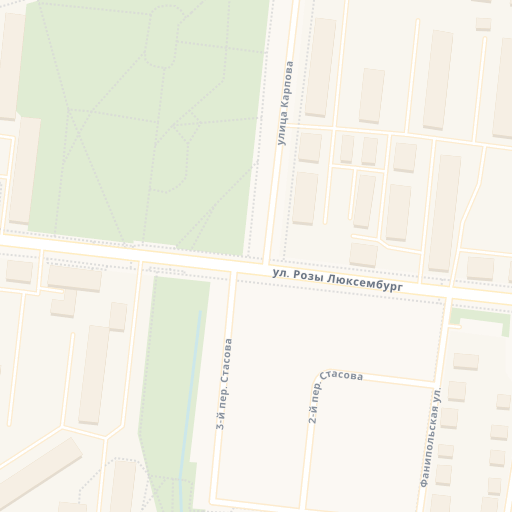 улица Карпова
ул. Розы Люксембург
3-й пер. Стасова
2-й пер. Стасова
Фанипольская ул.